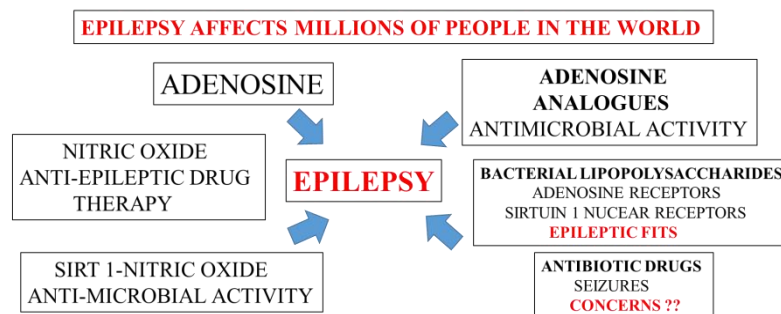 EPILEPSY AFFECTS MILLIONS OF PEOPLE IN THE WORLD
ADENOSINE
ADENOSINE
ANALOGUES
ANTIMICROBIAL ACTIVITY
NITRIC OXIDE
ANTI-EPILEPTIC DRUG
THERAPY
EPILEPSY
BACTERIAL LIPOPOLYSACCHARIDES
ADENOSINE RECEPTORS
SIRTUIN 1 NUCEAR RECEPTORS
EPILEPTIC FITS
SIRT 1-NITRIC OXIDE
ANTI-MICROBIAL ACTIVITY
ANTIBIOTIC DRUGS
SEIZURES
CONCERNS ??